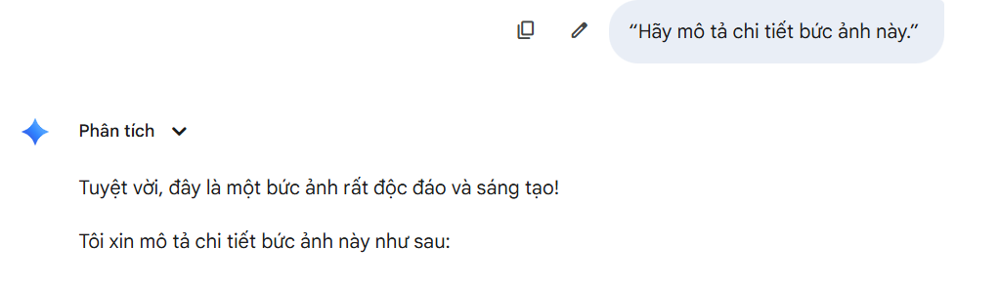 “Hãy mô tả chi tiết bức ảnh này.”
Phân tích
Tuyệt vời, đây là một bức ảnh rất độc đáo và sáng tạo!
Tôi xin mô tả chi tiết bức ảnh này như sau: